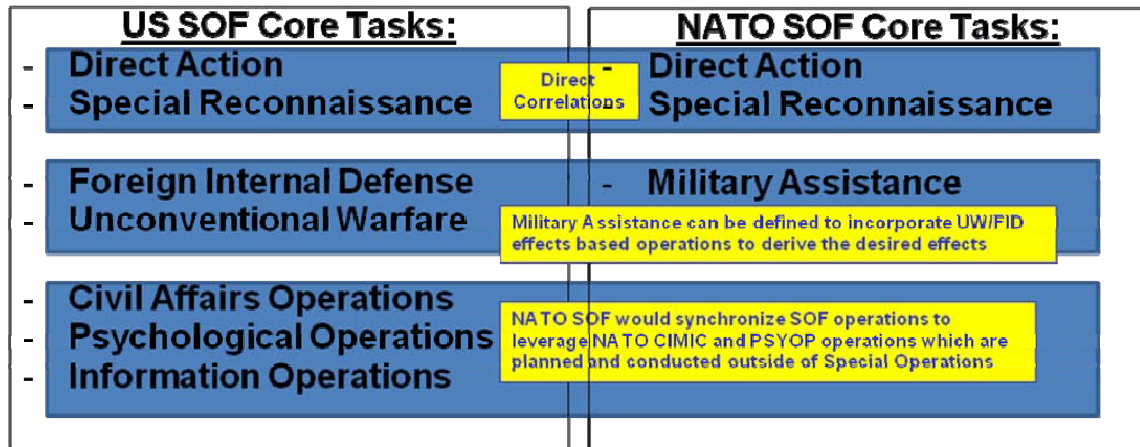 US SOF Core Tasks:
- Direct Action
- Special Reconnaissance
- Foreign Internal Defense
- Unconventional Warfare
- Civil Affairs Operations
- Psychological Operations
- Information Operations
Direct
Correlations
NATO SOF Core Tasks:
- Direct Action
- Special Reconnaissance
- Military Assistance
Military Assistance can be defined to incorporate UW/FID
effects based operations to derive the desired effects
NATO SOF would synchronize SOF operations to
leverage NATO CIMIC and PSYOP operations which are
planned and conducted outside of Special Operations